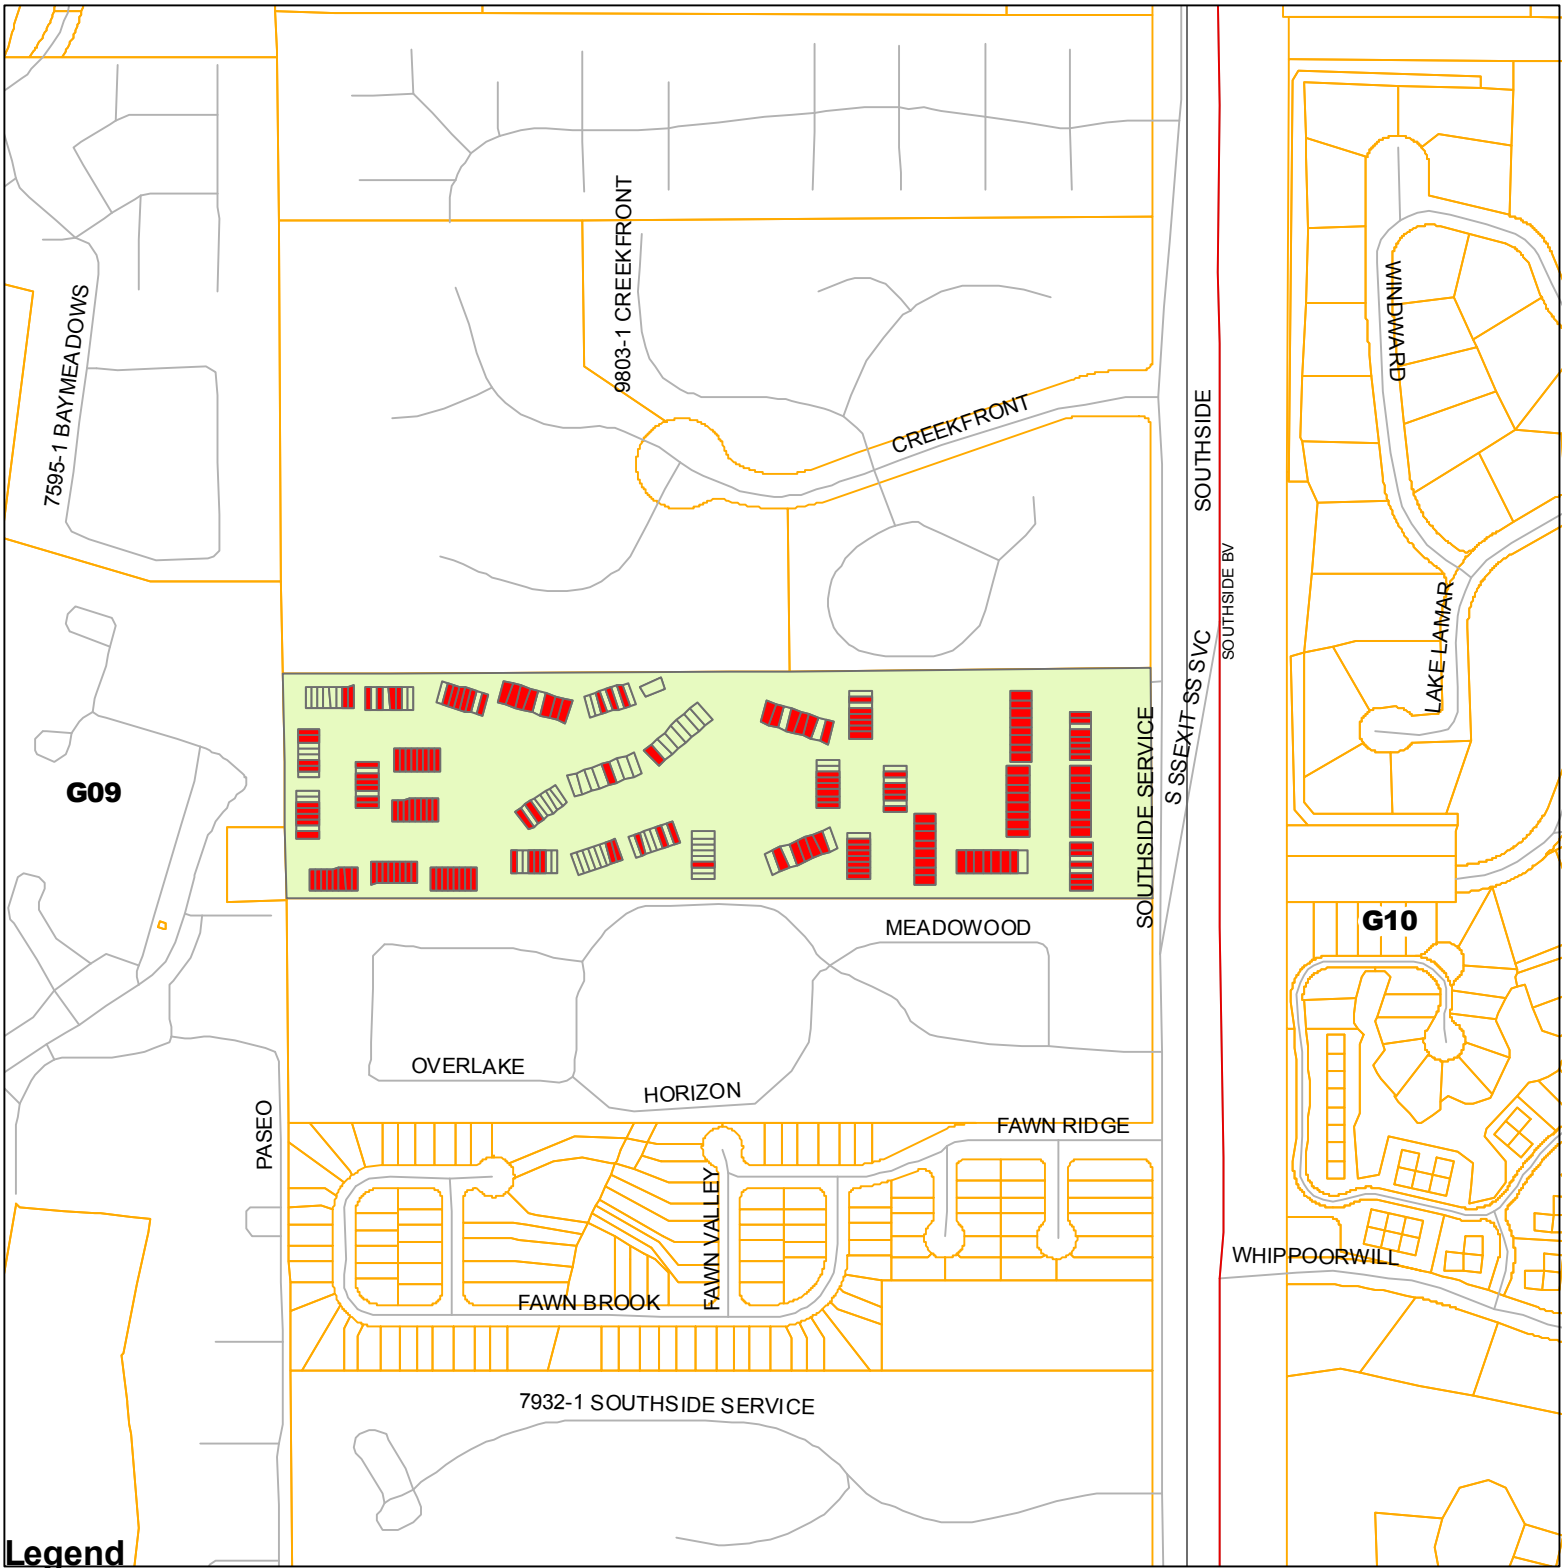 9803-1 CREEKFRONT
WINDWARD
7595-1 BAYMEADOWS
CREEKFRONT
SOUTHSIDE
SOUTHSIDE BV
LAKE LAMAR
S SSEXIT SS SVC
SOUTHSIDE SERVICE
G09
G10
MEADOWOOD
OVERLAKE
HORIZON
PASEO
FAWN RIDGE
FAWN VALLEY
WHIPPOORWILL
FAWN BROOK
7932-1 SOUTHSIDE SERVICE
Legend